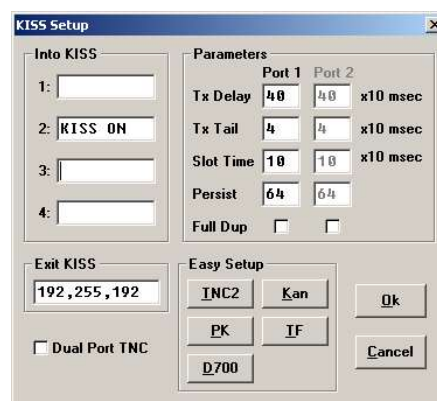 KISS Setup
Into KISS
1:
2: KISS ON
3:
4:
Parameters
Port 1 Port 2
Tx Delay 40 40 x10 msec
Tx Tail 4 4 x10 msec
Slot Time 10 10 x10 msec
Persist 64 64
Full Dup
Exit KISS
192,255,192
Dual Port TNC
Easy Setup
TNC2 Kan
PK TF
D700
Ok
Cancel